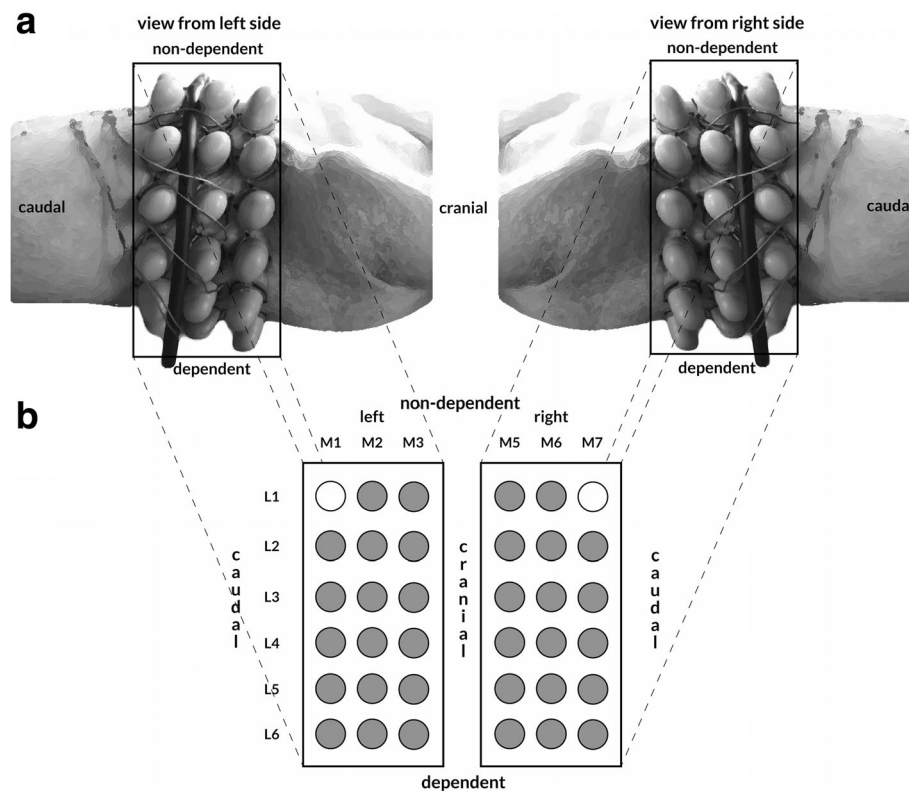 a
view from left side
non-dependent
view from right side
non-dependent
caudal
cranial
cauda
dependent
dependent
b
non-dependent
left
right
M1 M2 M3
M5 M6 M7
L1
L2
L3
L4
L5
L6
caudal
cranial
caudal
dependent